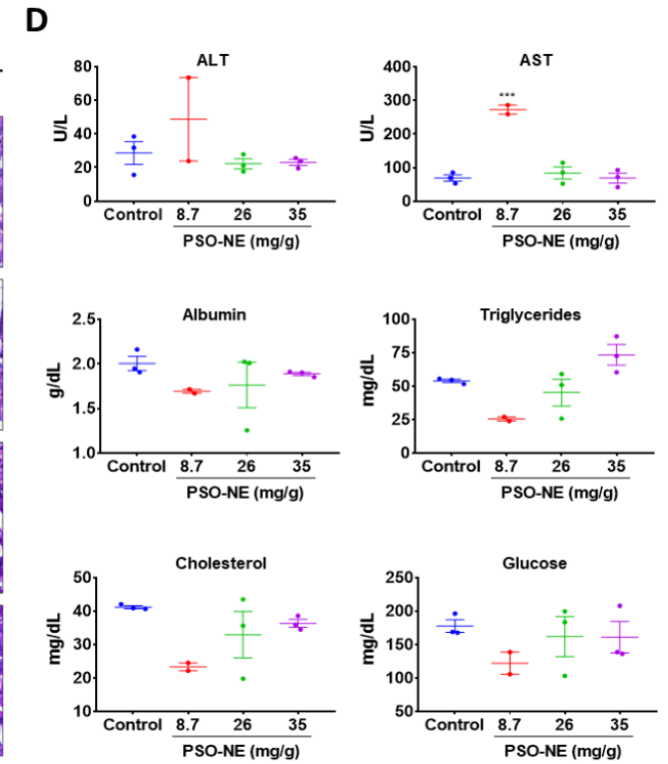 D
ALT
U/L
80
60
40
20
0
Control 8.7 26 35
PSO-NE (mg/g)
AST
U/L
400
300
200
100
0
***
Control 8.7 26 35
PSO-NE (mg/g)
Albumin
g/dL
2.5
2.0
1.5
1.0
Control 8.7 26 35
PSO-NE (mg/g)
Triglycerides
mg/dL
100
75
50
25
0
Control 8.7 26 35
PSO-NE (mg/g)
Cholesterol
mg/dL
50
40
30
20
10
Control 8.7 26 35
PSO-NE (mg/g)
Glucose
mg/dL
250
200
150
100
50
Control 8.7 26 35
PSO-NE (mg/g)